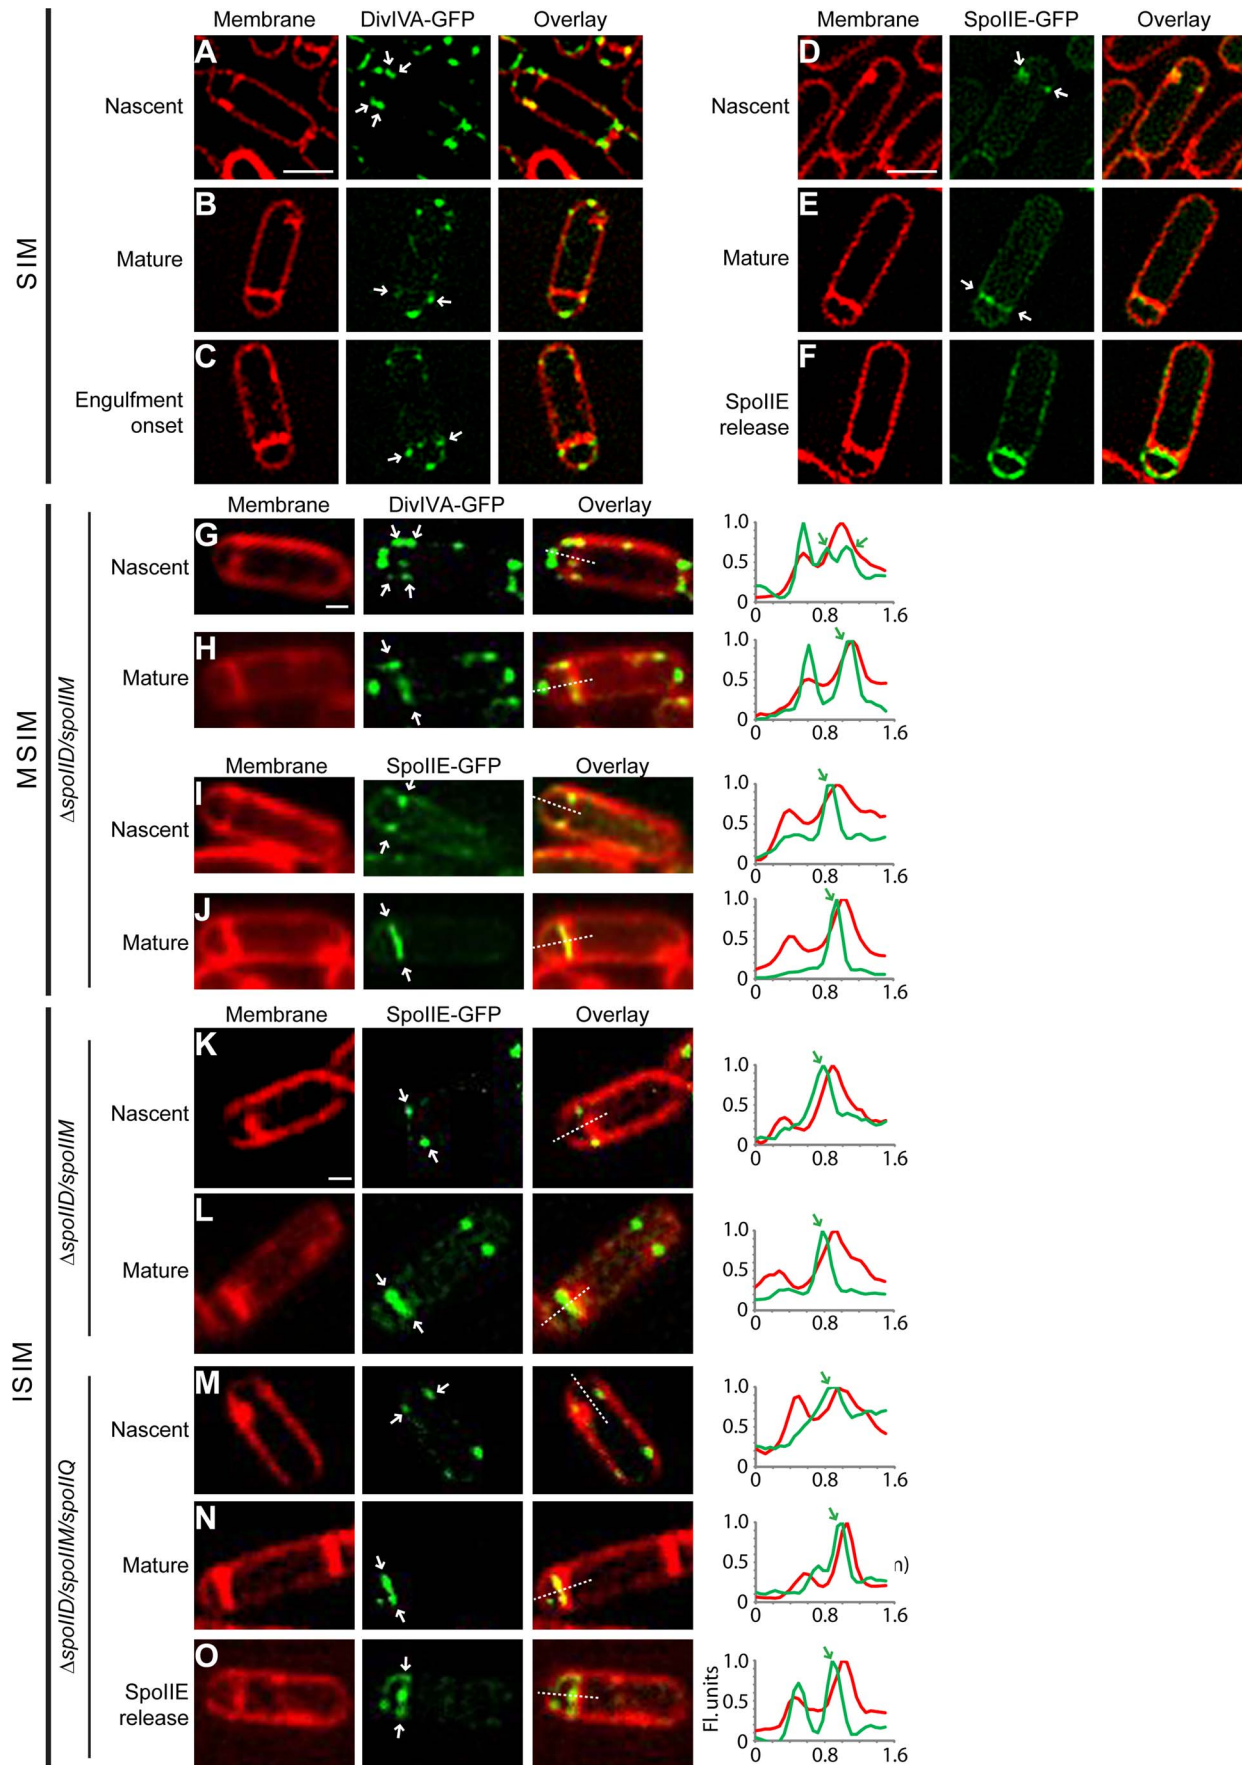 Membrane DivIVA-GFP Overlay Membrane SpoIIE-GFP Overlay
SIM
A Nascent
D Nascent
B Mature
E Mature
C Engulfment
onset
F SpoIIE
release
MSIM
ΔspoIID/spoIIM
Membrane DivIVA-GFP Overlay
G Nascent
1.0
0.5
0
0 0.8 1.6
H Mature
1.0
0.5
0
0 0.8 1.6
Membrane SpoIIE-GFP Overlay
I Nascent
1.0
0.5
0
0 0.8 1.6
J Mature
1.0
0.5
0
0 0.8 1.6
ISIM
ΔspoIID/spoIIM
Membrane SpoIIE-GFP Overlay
K Nascent
1.0
0.5
0
0 0.8 1.6
L Mature
1.0
0.5
0
0 0.8 1.6
ΔspoIID/spoIIM/spoIIQ
M Nascent
1.0
0.5
0
0 0.8 1.6
N Mature
1.0
0.5
n)
0
0 0.8 1.6
O SpoIIE
release
Fl. units
1.0
0.5
0
0 0.8 1.6